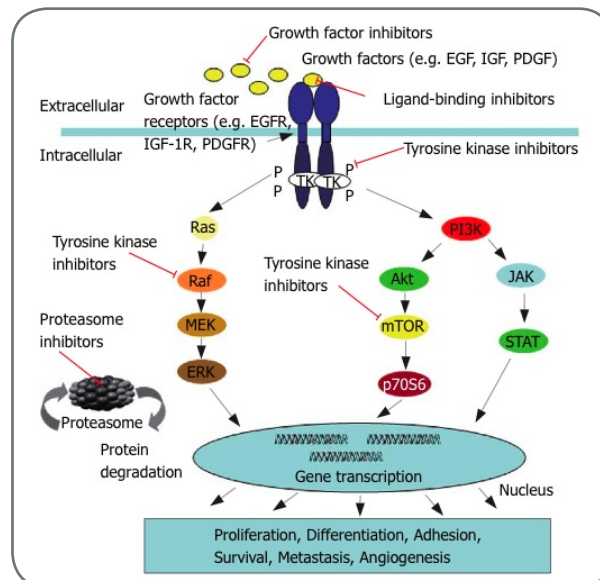 Growth factor inhibitors
Growth factors (e.g. EGF, IGF, PDGF)
Extracellular
Growth factor
receptors (e.g. EGFR,
IGF-1R, PDGFR)
Ligand-binding inhibitors
Intracellular
Tyrosine kinase inhibitors
P
P
TK
TK
P
P
Ras
PI3K
Tyrosine kinase
inhibitors
Raf
Tyrosine kinase
inhibitors
Akt
JAK
MEK
mTOR
STAT
Proteasome
inhibitors
ERK
p70S6
Proteasome
Protein
degradation
Gene transcription
Nucleus
Proliferation, Differentiation, Adhesion,
Survival, Metastasis, Angiogenesis